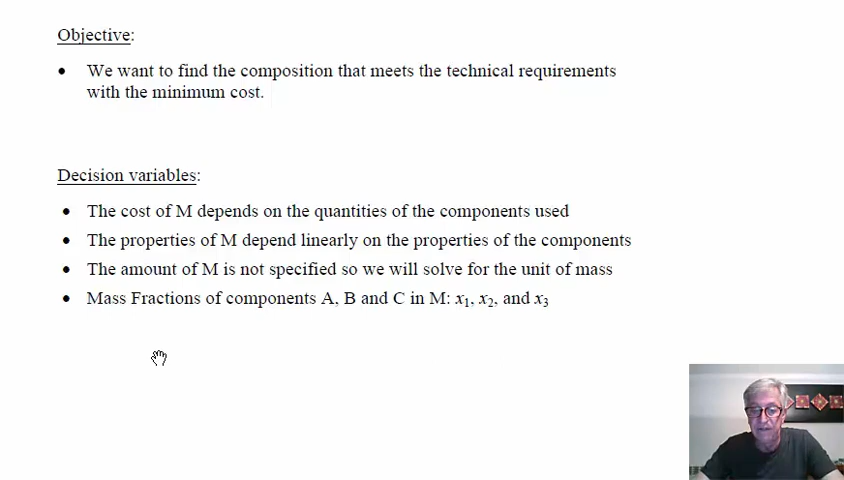 Objective:
• We want to find the composition that meets the technical requirements
with the minimum cost.
Decision variables:
• The cost of M depends on the quantities of the components used
• The properties of M depend linearly on the properties of the components
• The amount of M is not specified so we will solve for the unit of mass
• Mass Fractions of components A, B and C in M: x₁, x₂, and x₃